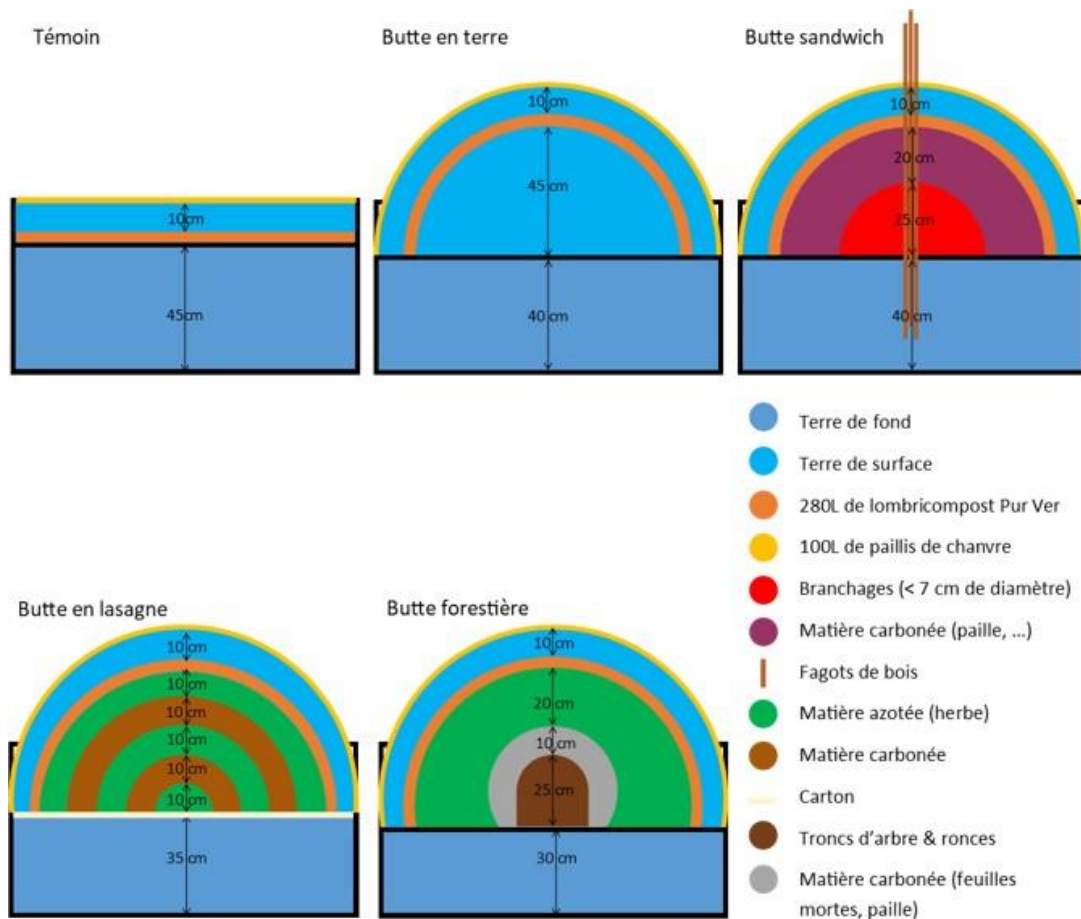 Témoin
10cm
45cm
Butte en terre
10 cm
45 cm
40 cm
Butte sandwich
10 cm
20 cm
25 cm
40 cm
Butte en lasagne
10 cm
10 cm
10 cm
10 cm
10 cm
10 cm
35 cm
Butte forestière
10 cm
20 cm
10 cm
25 cm
30 cm
Terre de fond
Terre de surface
280L de lombricompost Pur Ver
100L de paillis de chanvre
Branchages (< 7 cm de diamètre)
Matière carbonée (paille, ...)
Fagots de bois
Matière azotée (herbe)
Matière carbonée
Carton
Troncs d'arbre & ronces
Matière carbonée (feuilles
mortes, paille)